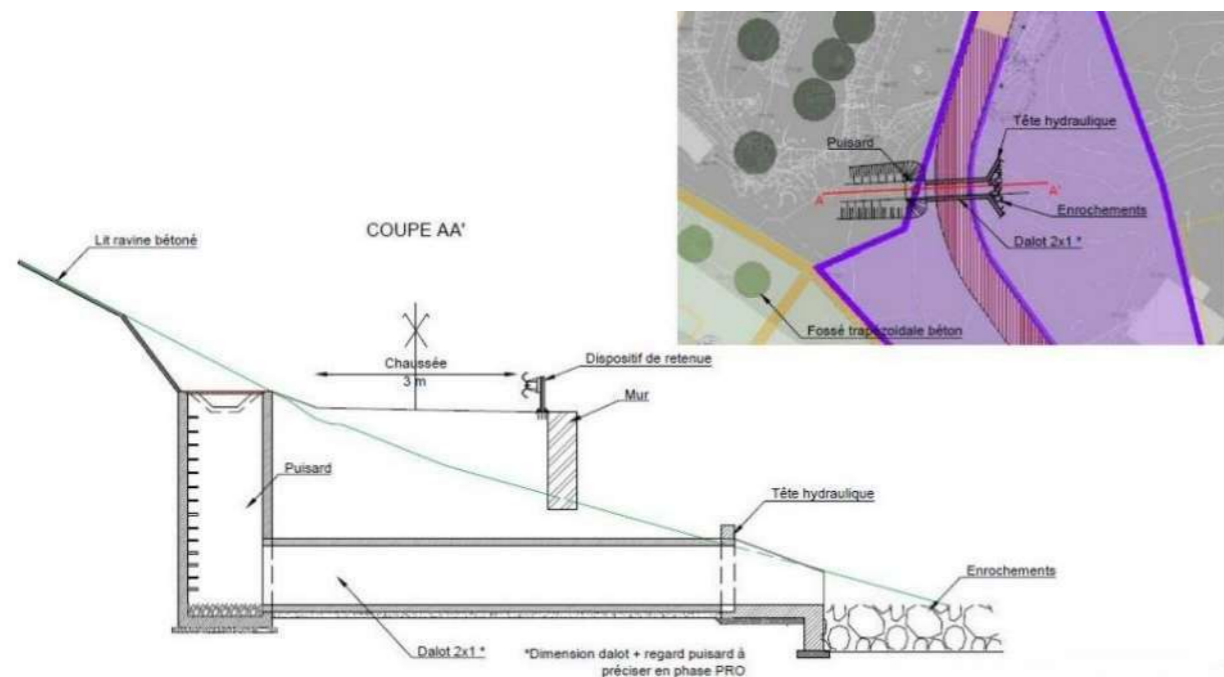 Tête hydraulique
Puisard
A
A'
Enrochements
Dalot 2x1 *
Fossé trapézoidale béton
COUPE AA'
Lit ravine bétoné
Chaussée
3 m
Dispositif de retenue
Mur
Puisard
Tête hydraulique
Enrochements
Dalot 2x1 *
*Dimension dalot + regard puisard à
préciser en phase PRO